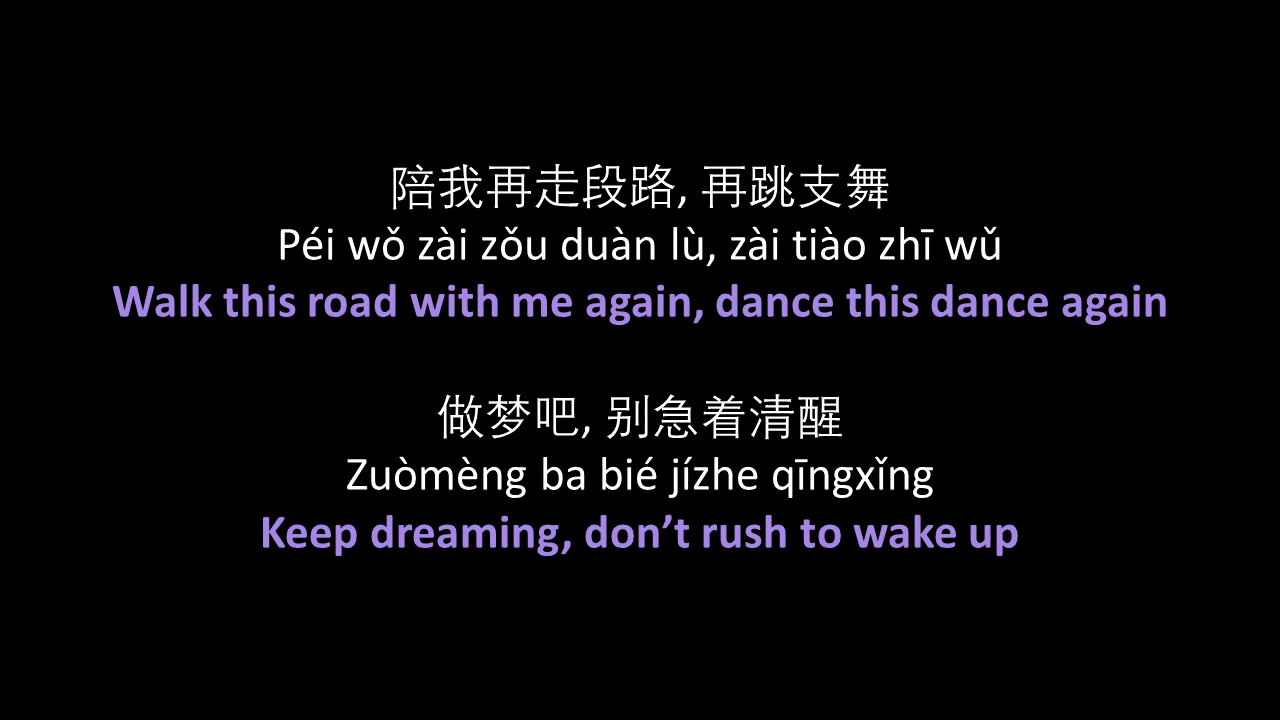 陪我再走段路, 再跳支舞
Péi wǒ zài zǒu duàn lù, zài tiào zhī wǔ
Walk this road with me again, dance this dance again
做梦吧, 别急着清醒
Zuòmèng ba bié jízhe qīngxǐng
Keep dreaming, don’t rush to wake up